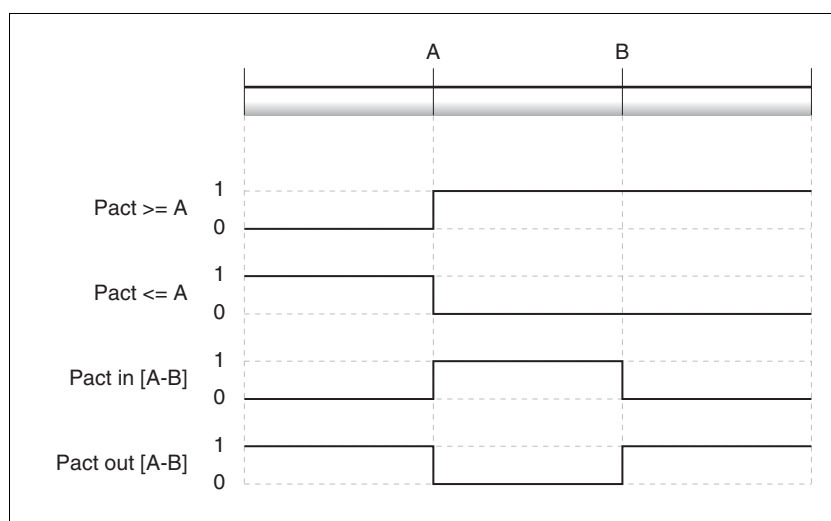 A B
1
Pact >= A
0
1
Pact <= A
0
1
Pact in [A-B]
0
1
Pact out [A-B]
0